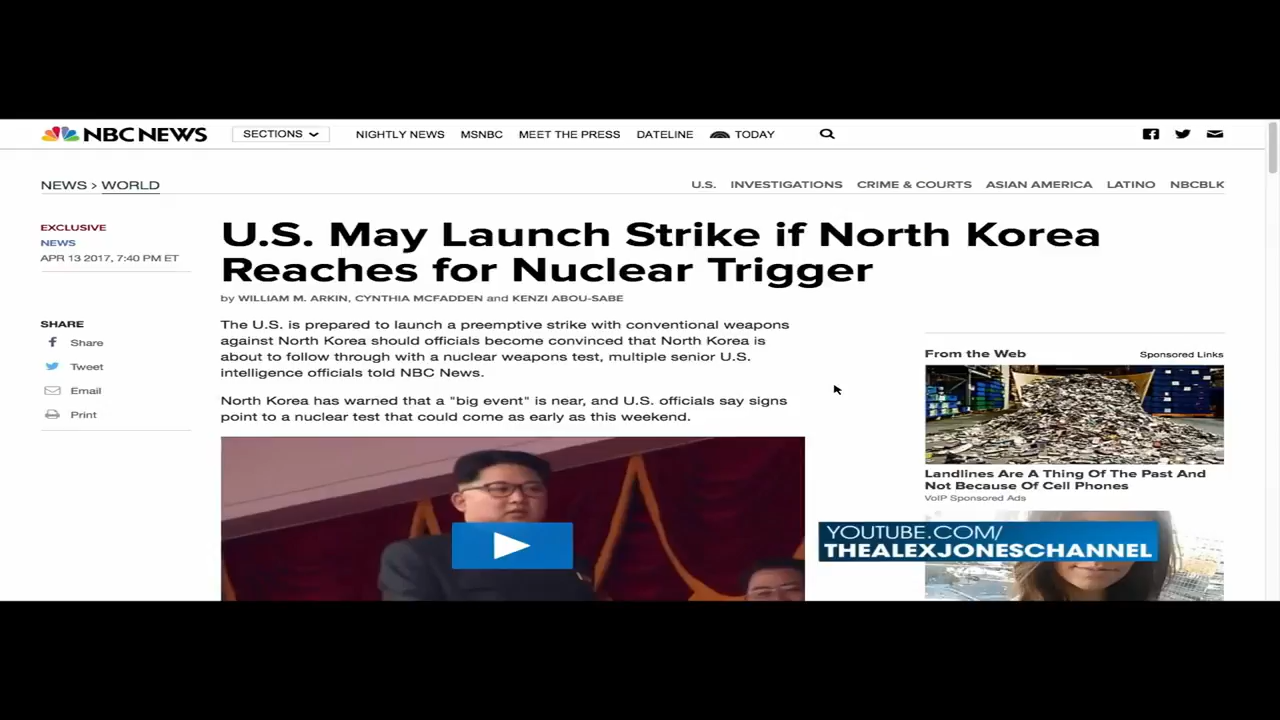 NBC NEWS
SECTIONS
NIGHTLY NEWS
MSNBC
MEET THE PRESS
DATELINE
TODAY
NEWS > WORLD
U.S.
INVESTIGATIONS
CRIME & COURTS
ASIAN AMERICA
LATINO
NBCBLK
EXCLUSIVE
NEWS
APR 13 2017, 7:40 PM ET
SHARE
Share
Tweet
Email
Print
U.S. May Launch Strike if North Korea
Reaches for Nuclear Trigger
by WILLIAM M. ARKIN, CYNTHIA MCFADDEN and KENZI ABOU-SABE
The U.S. is prepared to launch a preemptive strike with conventional weapons
against North Korea should officials become convinced that North Korea is
about to follow through with a nuclear weapons test, multiple senior U.S.
intelligence officials told NBC News.
North Korea has warned that a "big event" is near, and U.S. officials say signs
point to a nuclear test that could come as early as this weekend.
From the Web
Sponsored Links
Landlines Are A Thing Of The Past And
Not Because Of Cell Phones
VoIP Sponsored Ads
YOUTUBE.COM/
THEALEXJONESCHANNEL